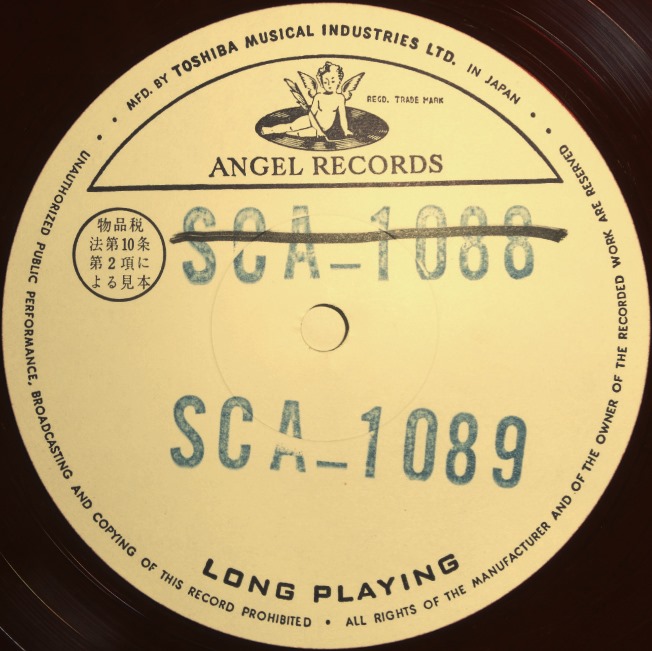 MFD. BY TOSHIBA MUSICAL INDUSTRIES LTD. IN JAPAN
REGD. TRADE MARK
ANGEL RECORDS
物品税
法第10条
第2項に
よる見本
SCA-1088
SCA-1089
LONG PLAYING
UNAUTHORIZED PUBLIC PERFORMANCE, BROADCASTING AND COPYING OF THIS RECORD PROHIBITED • ALL RIGHTS OF THE MANUFACTURER AND OF THE OWNER OF THE RECORDED WORK ARE RESERVED